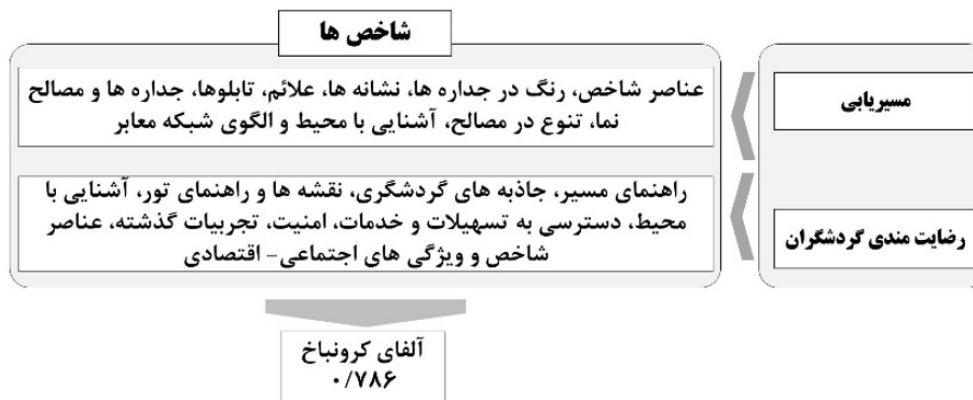 شاخص ها
مسیریابی
عناصر شاخص، رنگ در جداره ها، نشانه ها، علائم، تابلوها، جداره ها و مصالح
نما، تنوع در مصالح، آشنایی با محیط و الگوی شبکه معابر
رضایت مندی گردشگران
راهنمای مسیر، جاذبه های گردشگری، نقشه ها و راهنمای تور، آشنایی با
محیط، دسترسی به تسهیلات و خدمات، امنیت، تجربیات گذشته، عناصر
شاخص و ویژگی های اجتماعی- اقتصادی
آلفای کرونباخ
۰/۷۸۶